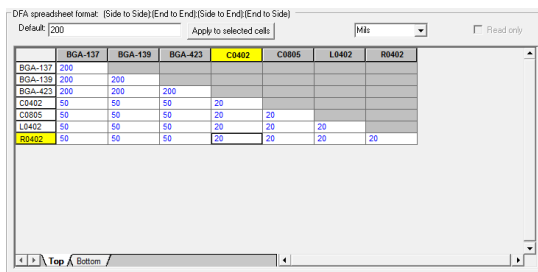 DFA spreadsheet format: (Side to Side);(End to End);(Side to End);(End to Side)
Default: 200 Apply to selected cells Mils Read only
BGA-137 BGA-139 BGA-423 C0402 C0805 L0402 R0402
BGA-137 200
BGA-139 200 200
BGA-423 200 200 200
C0402 50 50 50 20
C0805 50 50 50 20 20
L0402 50 50 50 20 20 20
R0402 50 50 50 20 20 20 20
Top Bottom